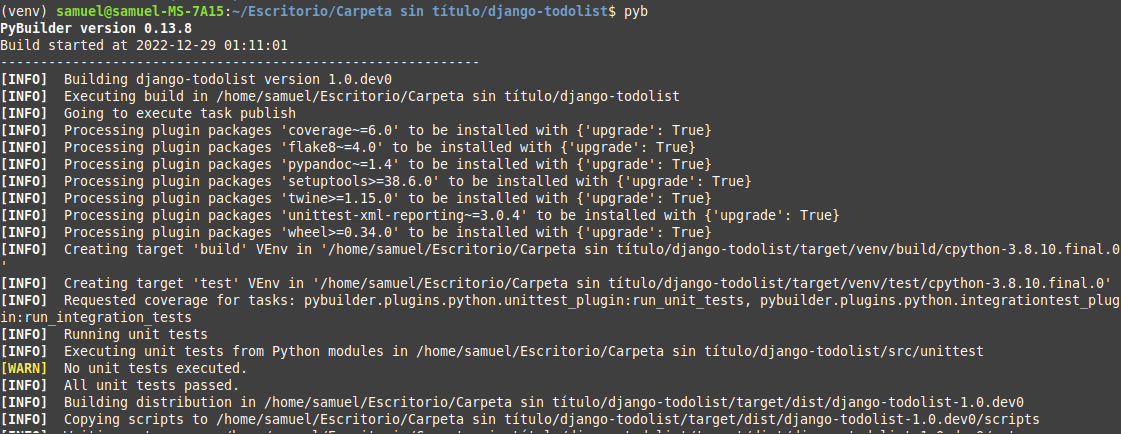 (venv) samuel@samuel-MS-7A15:~/Escritorio/Carpeta sin título/django-todolist$ pyb
PyBuilder version 0.13.8
Build started at 2022-12-29 01:11:01
------------------------------------------------------------
[INFO]  Building django-todolist version 1.0.dev0
[INFO]  Executing build in /home/samuel/Escritorio/Carpeta sin título/django-todolist
[INFO]  Going to execute task publish
[INFO]  Processing plugin packages 'coverage~=6.0' to be installed with {'upgrade': True}
[INFO]  Processing plugin packages 'flake8~=4.0' to be installed with {'upgrade': True}
[INFO]  Processing plugin packages 'pypandoc~=1.4' to be installed with {'upgrade': True}
[INFO]  Processing plugin packages 'setuptools>=38.6.0' to be installed with {'upgrade': True}
[INFO]  Processing plugin packages 'twine>=1.15.0' to be installed with {'upgrade': True}
[INFO]  Processing plugin packages 'unittest-xml-reporting~=3.0.4' to be installed with {'upgrade': True}
[INFO]  Processing plugin packages 'wheel>=0.34.0' to be installed with {'upgrade': True}
[INFO]  Creating target 'build' VEnv in '/home/samuel/Escritorio/Carpeta sin título/django-todolist/target/venv/build/cpython-3.8.10.final.0
'
[INFO]  Creating target 'test' VEnv in '/home/samuel/Escritorio/Carpeta sin título/django-todolist/target/venv/test/cpython-3.8.10.final.0'
[INFO]  Requested coverage for tasks: pybuilder.plugins.python.unittest_plugin:run_unit_tests, pybuilder.plugins.python.integrationtest_plug
in:run_integration_tests
[INFO]  Running unit tests
[INFO]  Executing unit tests from Python modules in /home/samuel/Escritorio/Carpeta sin título/django-todolist/src/unittest
[WARN]  No unit tests executed.
[INFO]  All unit tests passed.
[INFO]  Building distribution in /home/samuel/Escritorio/Carpeta sin título/django-todolist/target/dist/django-todolist-1.0.dev0
[INFO]  Copying scripts to /home/samuel/Escritorio/Carpeta sin título/django-todolist/target/dist/django-todolist-1.0.dev0/scripts